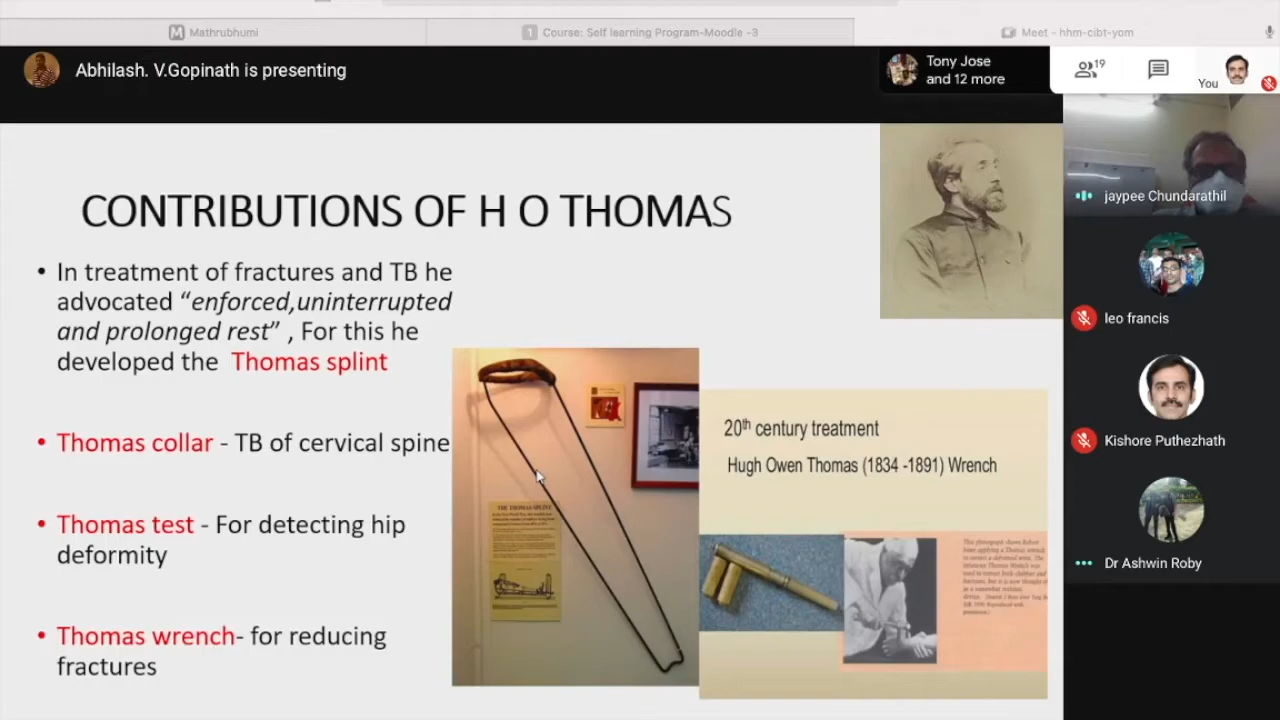 Mathrubhumi
1 Course: Self learning Program-Moodle -3
Meet - hhm-cibt-yom
Abhilash. V.Gopinath is presenting
Tony Jose
and 12 more
19
You
CONTRIBUTIONS OF H O THOMAS
• In treatment of fractures and TB he
advocated “enforced,uninterrupted
and prolonged rest” , For this he
developed the Thomas splint
• Thomas collar - TB of cervical spine
• Thomas test - For detecting hip
deformity
• Thomas wrench- for reducing
fractures
THE THOMAS SPLINT
20th century treatment
Hugh Owen Thomas (1834 -1891) Wrench
jaypee Chundarathil
leo francis
Kishore Puthezhath
Dr Ashwin Roby